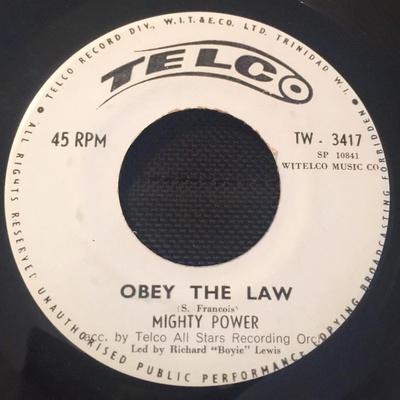 TELCO RECORD DIV., W.I.T.& E. LTD. TRINIDAD W.I.
TELCO
45 RPM
TW - 3417
SP 10841
WITELCO MUSIC CO
OBEY THE LAW
(S. Francois)
MIGHTY POWER
acc. by Telco All Stars Recording Orc
Led by Richard "Boyie" Lewis
ALL RIGHTS RESERVED UNAUTHORISED PUBLIC PERFORMANCE COPYING BROADCASTING FORBIDDEN